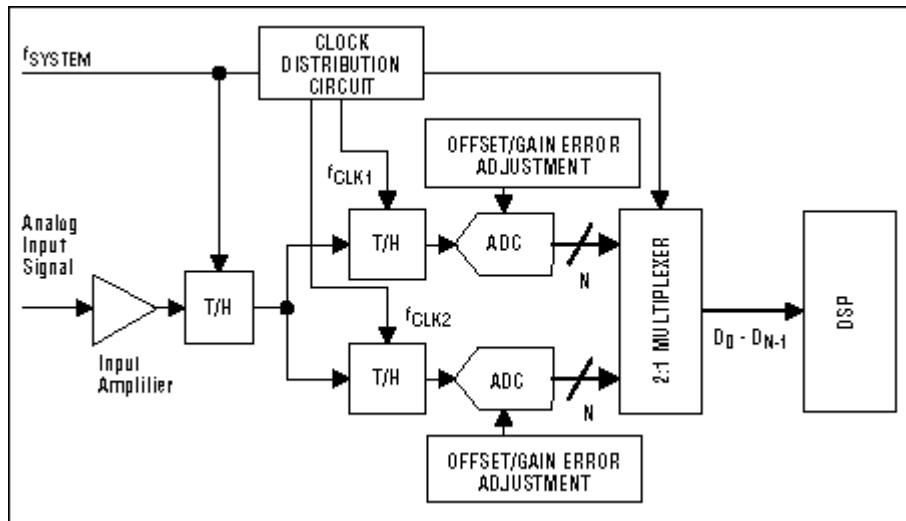 fSYSTEM
CLOCK
DISTRIBUTION
CIRCUIT
OFFSET/GAIN ERROR
ADJUSTMENT
fCLK1
Analog
Input
Signal
T/H
T/H
ADC
N
fCLK2
Input
Amplilier
T/H
ADC
N
2:1 MULTIPLEXER
D0 - DN-1
DSP
OFFSET/GAIN ERROR
ADJUSTMENT